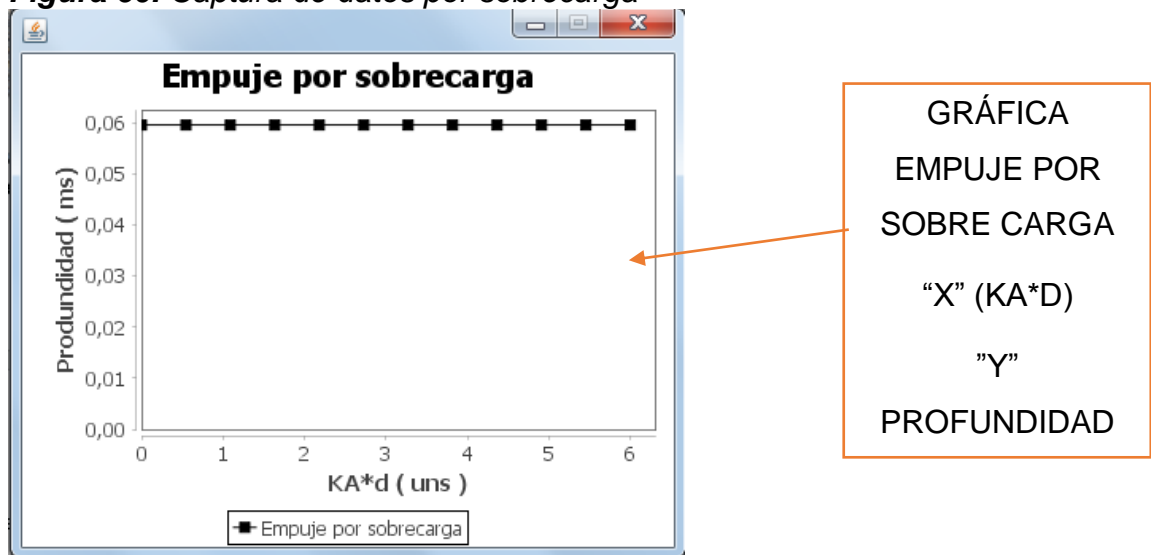 Empuje por sobrecarga
0,06
0,05
0,04
0,03
0,02
0,01
0,00
Produndidad ( ms)
0 1 2 3 4 5 6
KA*d ( uns )
Empuje por sobrecarga
GRÁFICA
EMPUJE POR
SOBRE CARGA
“X” (KA*D)
”Y”
PROFUNDIDAD